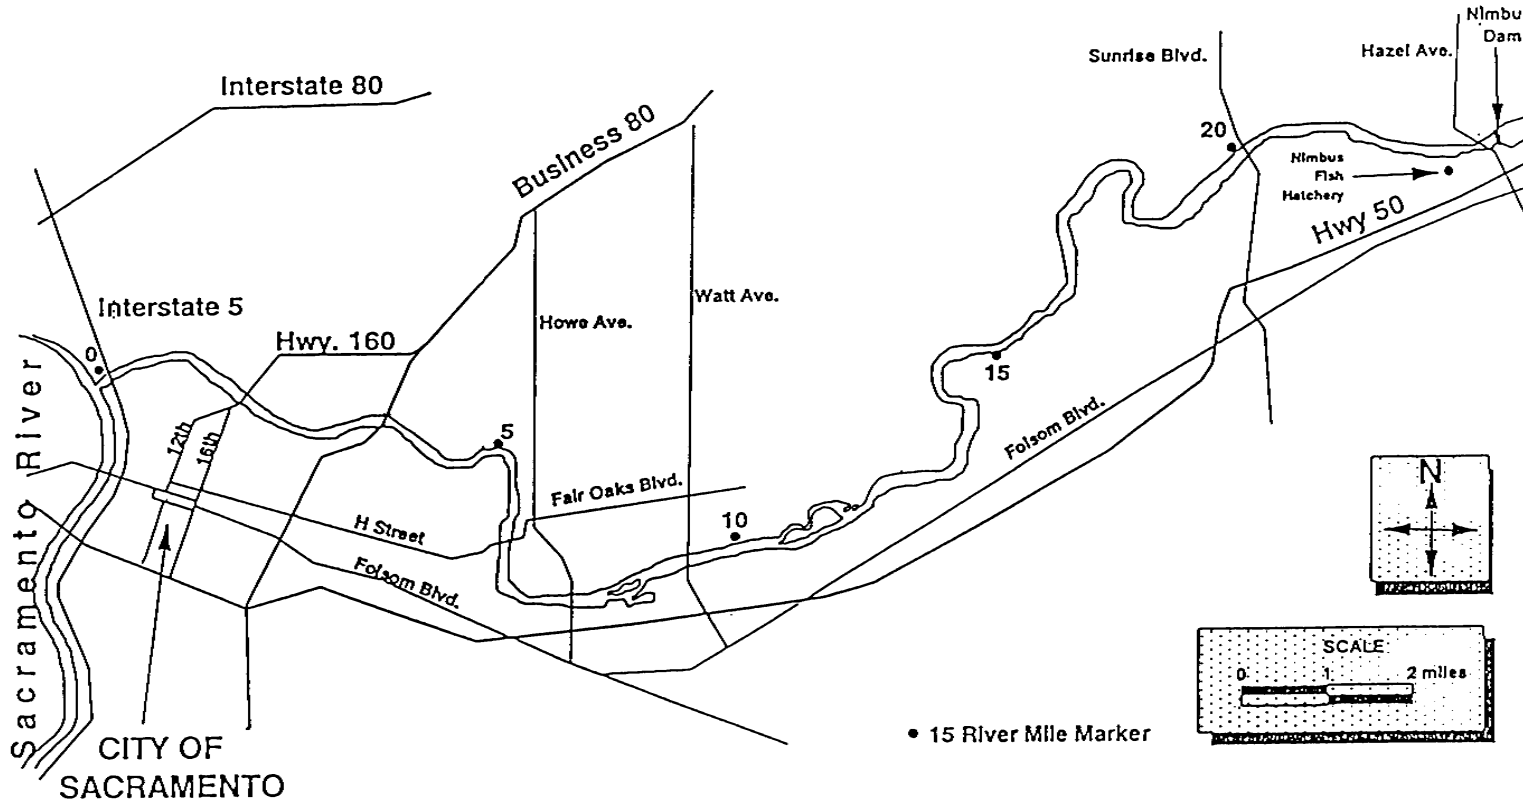 Nimbu
Dam
Hazel Ave.
Sunrise Blvd.
Interstate 80
Business 80
20
Nimbus
Fish
Hatchery
Hwy 50
Interstate 5
Watt Ave.
Howe Ave.
Hwy. 160
0
15
Sacramento River
12th
16th
5
Folsom Blvd.
Fair Oaks Blvd.
N
10
H Street
Folsom Blvd.
SCALE
0 1 2 miles
15 River Mile Marker
CITY OF
SACRAMENTO